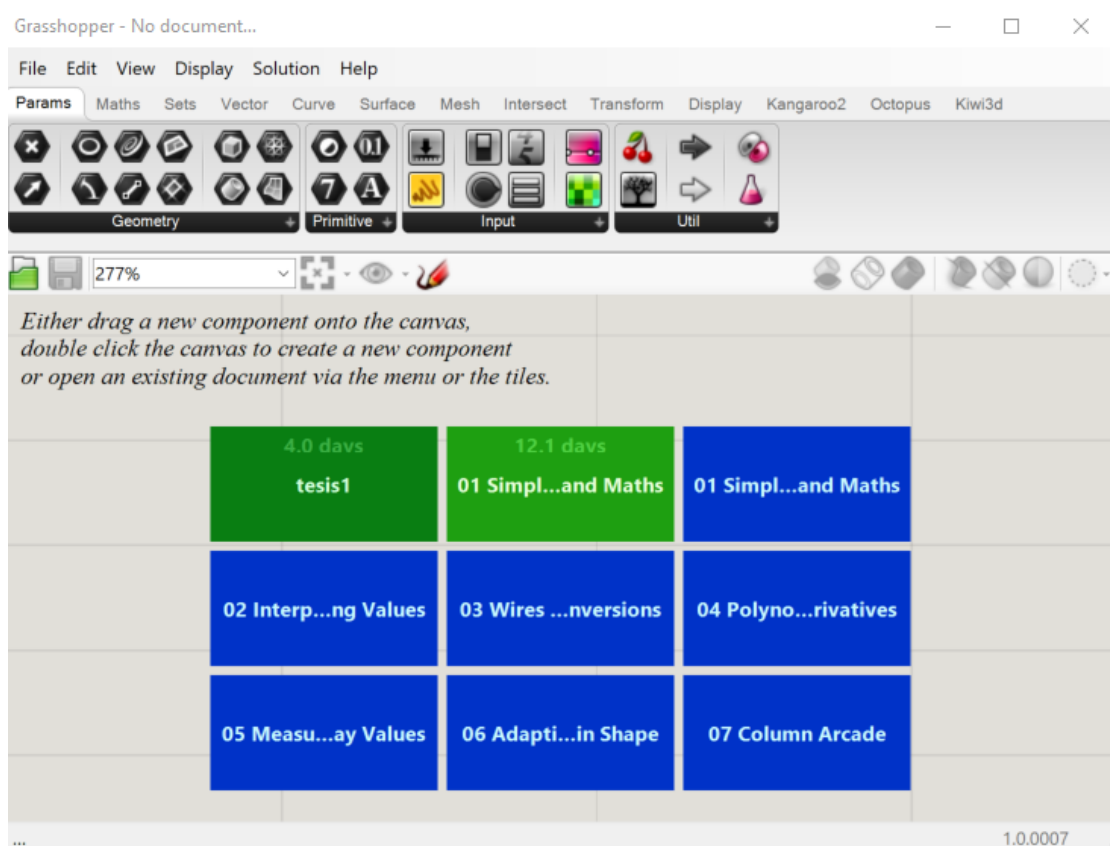 Grasshopper - No document...
File Edit View Display Solution Help
Params Maths Sets Vector Curve Surface Mesh Intersect Transform Display Kangaroo2 Octopus Kiwi3d
0.1
7 A
Geometry Primitive Input Util
277%
Either drag a new component onto the canvas,
double click the canvas to create a new component
or open an existing document via the menu or the tiles.
4.0 days 12.1 days
tesis1 01 Simpl...and Maths 01 Simpl...and Maths
02 Interp...ng Values 03 Wires ...nversions 04 Polyno...rivatives
05 Measu...ay Values 06 Adapti...in Shape 07 Column Arcade
... 1.0.0007